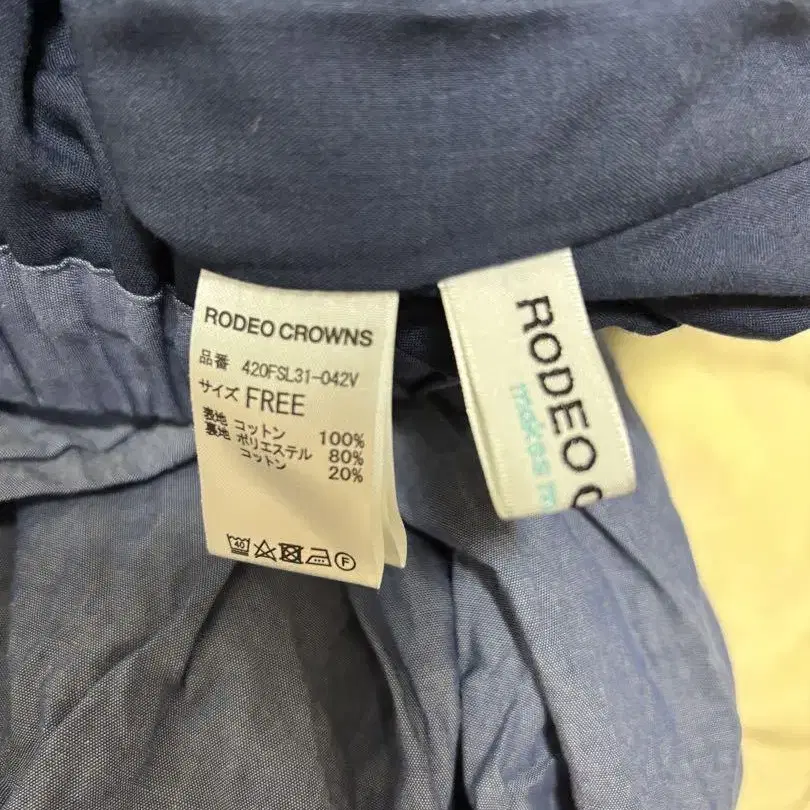 RODEO CROWNS
品番 420FSL31-042V
サイズ FREE
表地 コットン 100%
裏地 ポリエステル 80%
コットン 20%
40
F
RODEO
makes